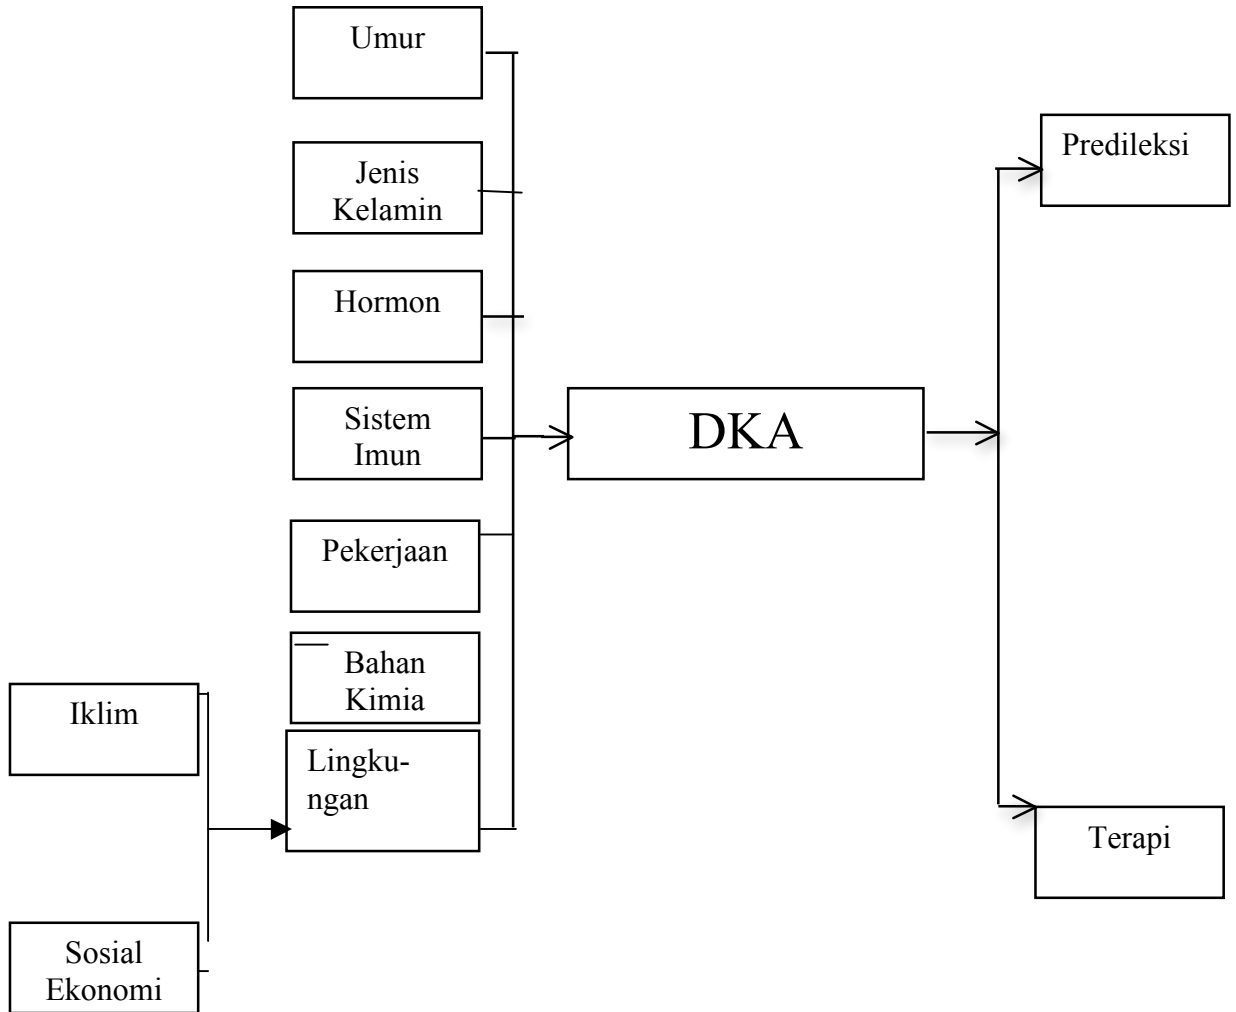 Umur
Jenis
Kelamin
Hormon
Sistem
Imun
Pekerjaan
Bahan
Kimia
Lingku-
ngan
Iklim
Sosial
Ekonomi
DKA
Predileksi
Terapi